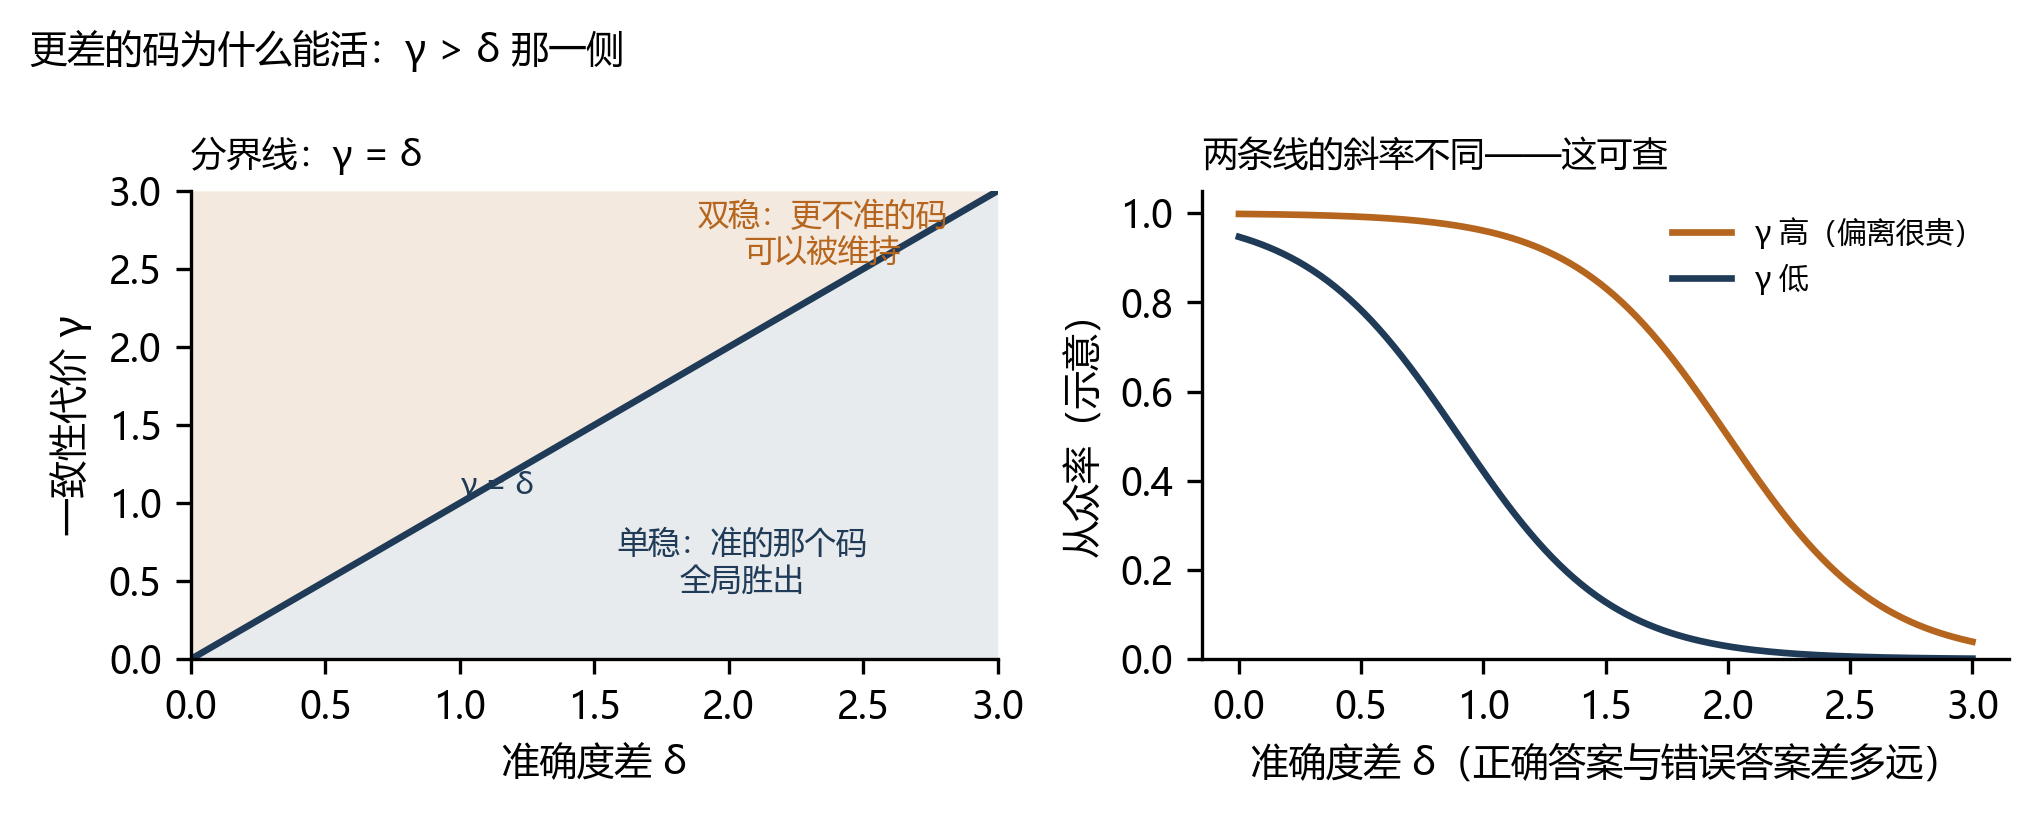 更差的码为什么能活：γ > δ 那一侧
分界线：γ = δ
3.0
2.5
2.0
1.5
1.0
0.5
0.0
一致性代价 γ
双稳：更不准的码
可以被维持
γ = δ
单稳：准的那个码
全局胜出
0.0 0.5 1.0 1.5 2.0 2.5 3.0
准确度差 δ
两条线的斜率不同——这可查
1.0
0.8
0.6
0.4
0.2
0.0
从众率（示意）
γ 高（偏离很贵）
γ 低
0.0 0.5 1.0 1.5 2.0 2.5 3.0
准确度差 δ（正确答案与错误答案差多远）